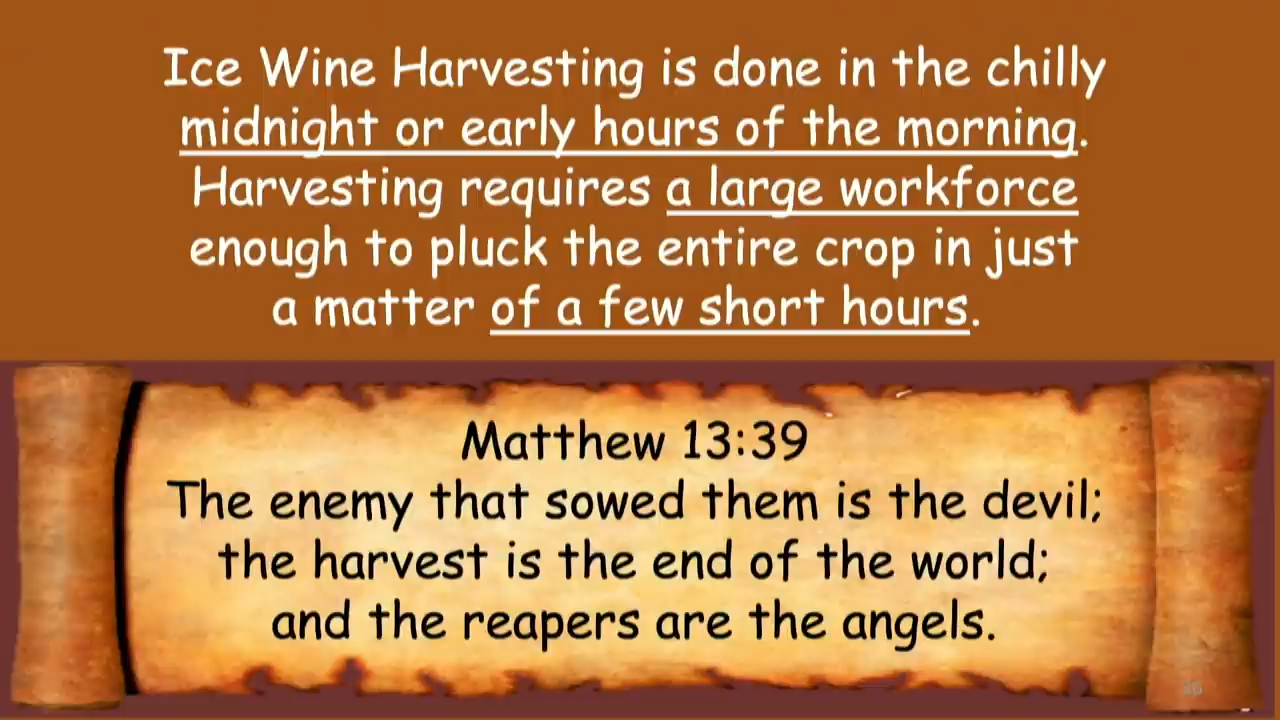 Ice Wine Harvesting is done in the chilly
midnight or early hours of the morning.
Harvesting requires a large workforce
enough to pluck the entire crop in just
a matter of a few short hours.
Matthew 13:39
The enemy that sowed them is the devil;
the harvest is the end of the world;
and the reapers are the angels.